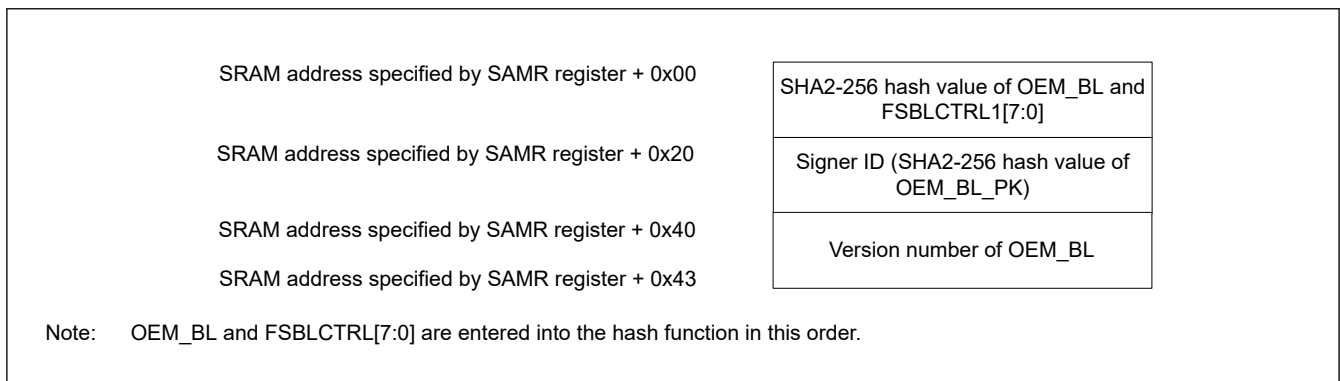 SRAM address specified by SAMR register + 0x00
SHA2-256 hash value of OEM_BL and
FSBLCTRL1[7:0]
SRAM address specified by SAMR register + 0x20
Signer ID (SHA2-256 hash value of
OEM_BL_PK)
SRAM address specified by SAMR register + 0x40
Version number of OEM_BL
SRAM address specified by SAMR register + 0x43
Note: OEM_BL and FSBLCTRL[7:0] are entered into the hash function in this order.